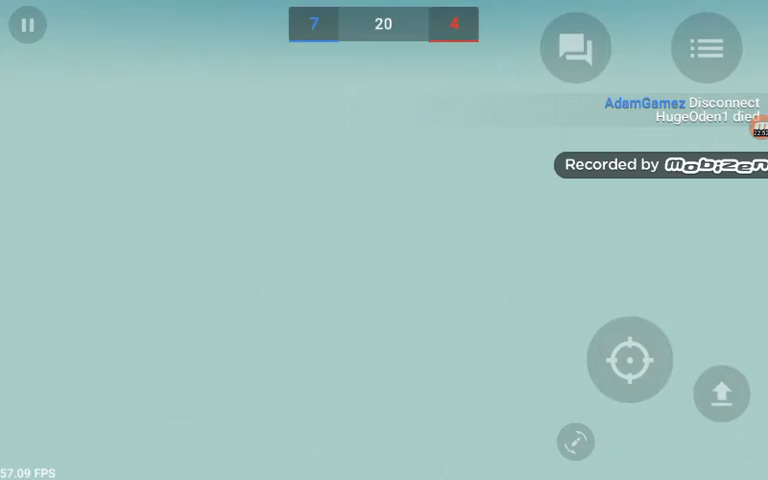 7 20 4
AdamGamez Disconnect
HugeOden1 died
Recorded by mobizen
57.09 FPS